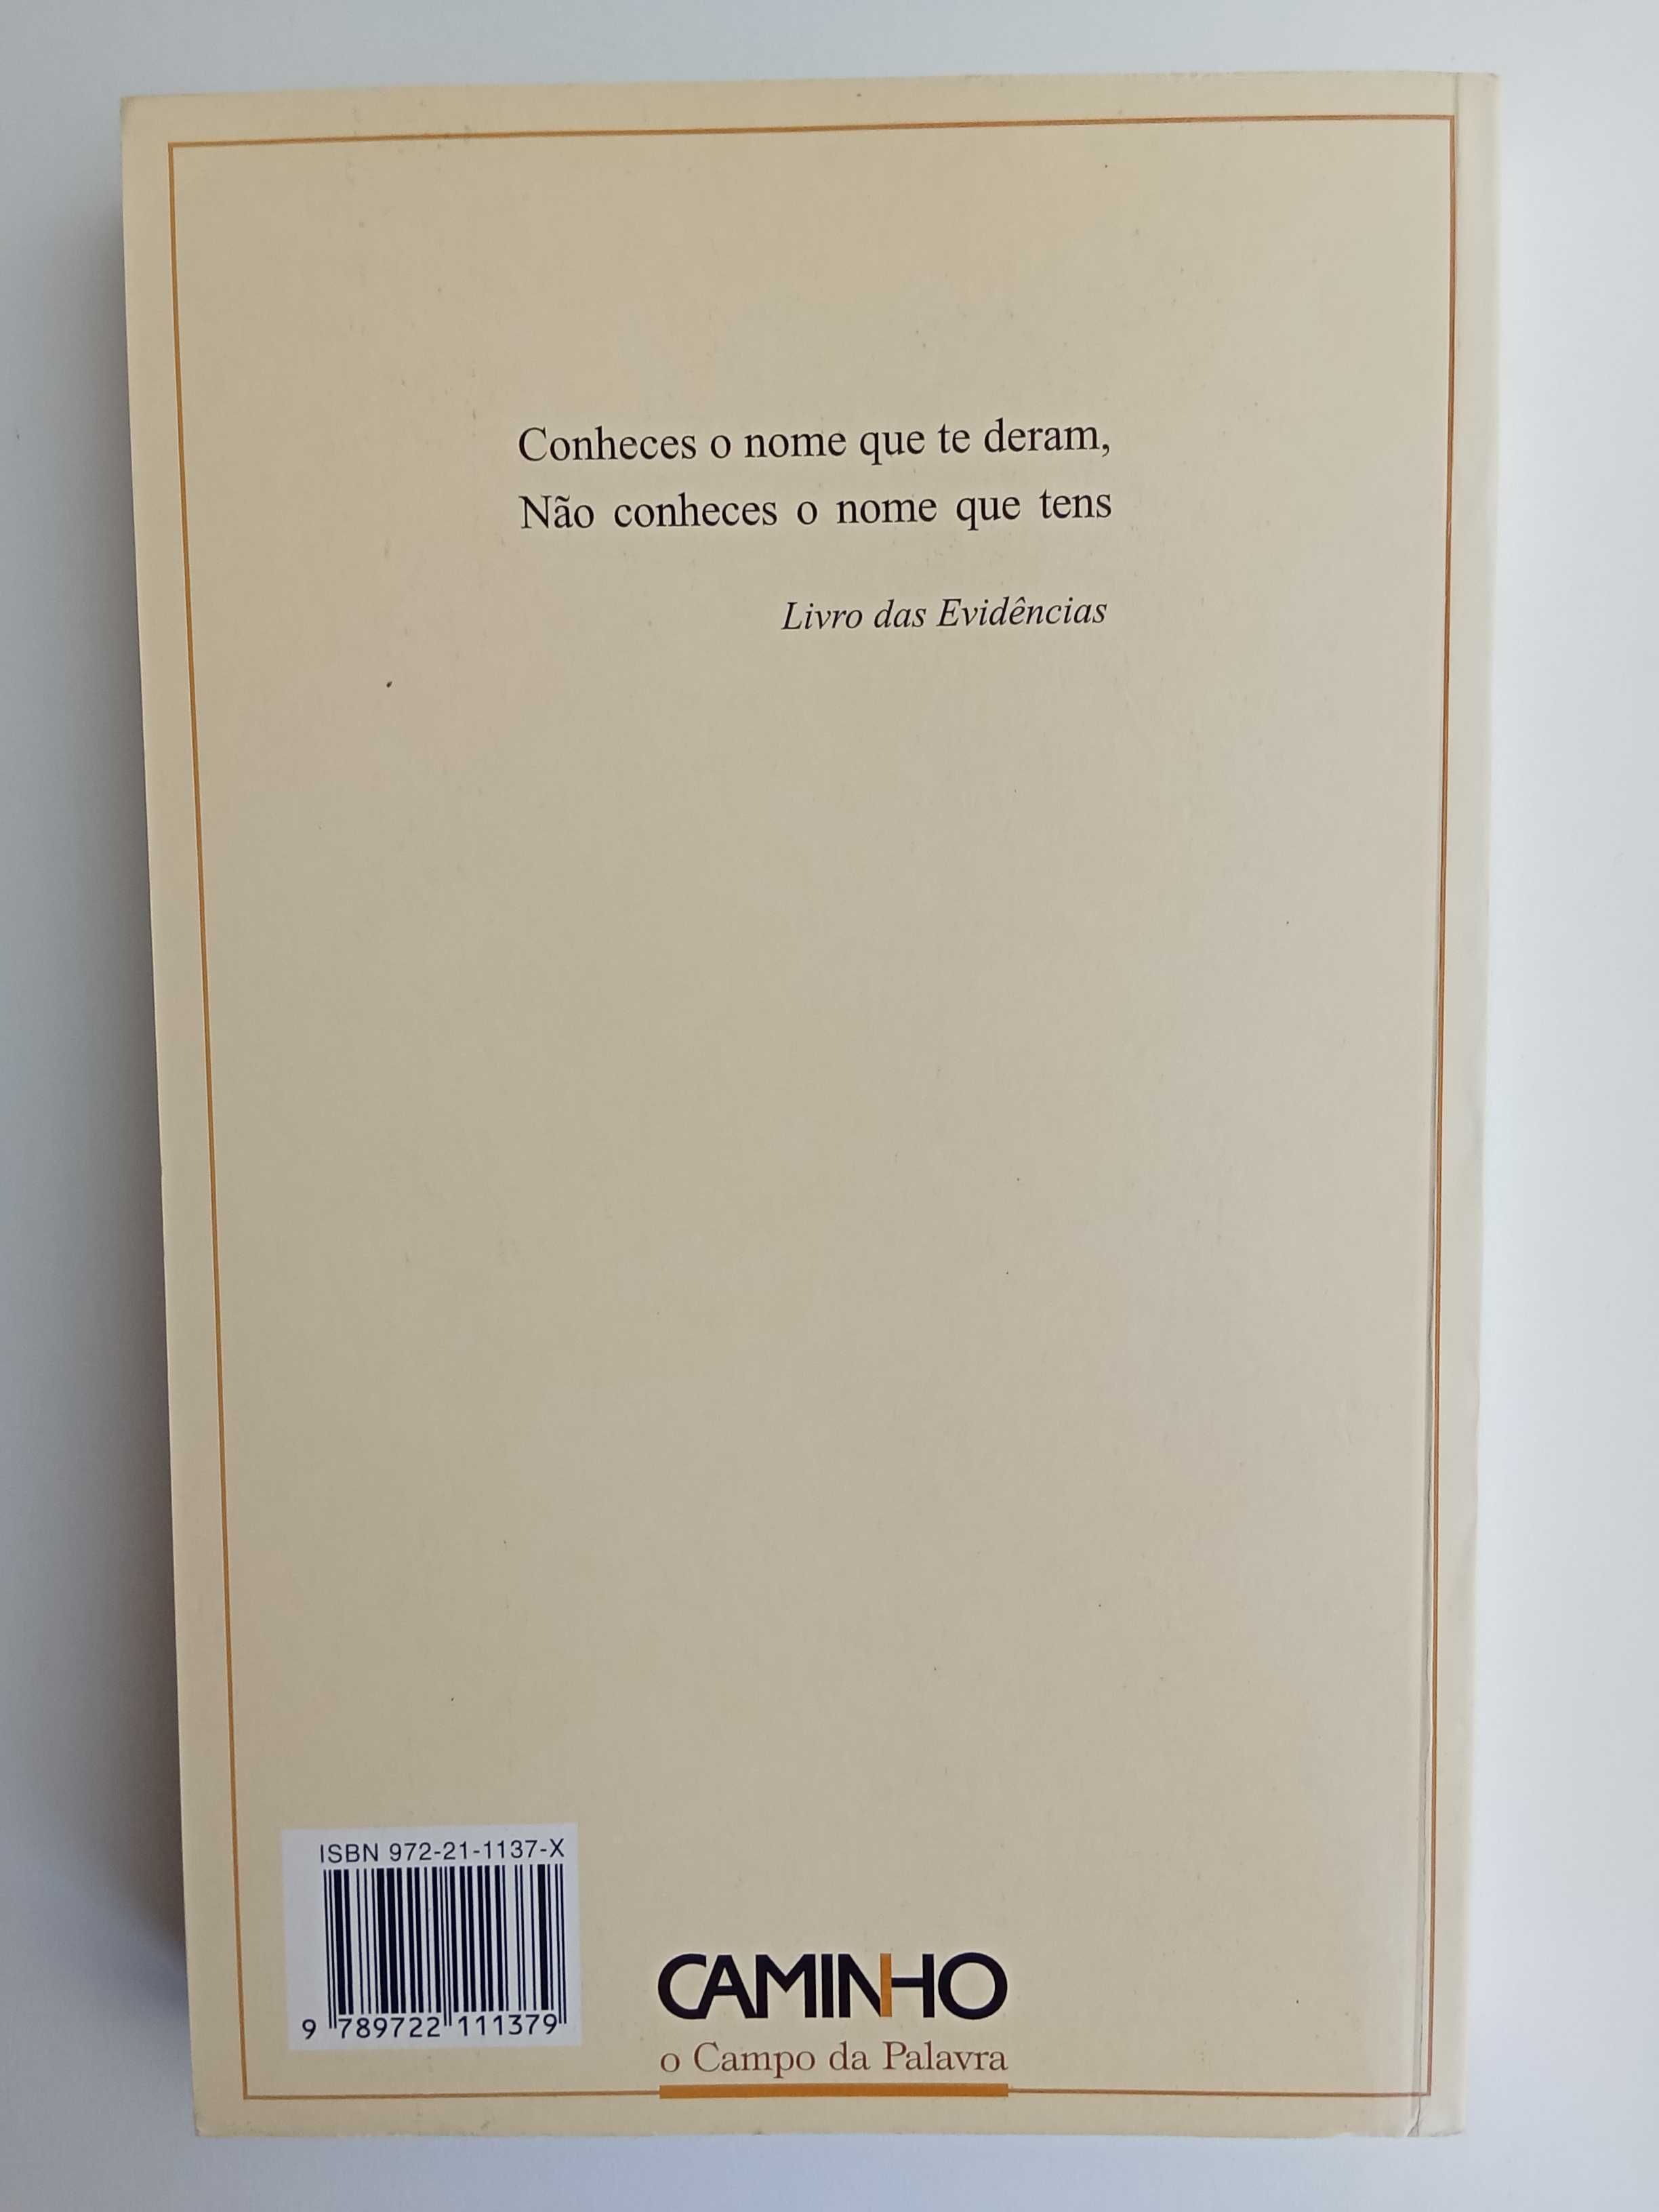 Conheces o nome que te deram,
Não conheces o nome que tens
Livro das Evidências
ISBN 972-21-1137-X
9 789722 111379
CAMINHO
o Campo da Palavra